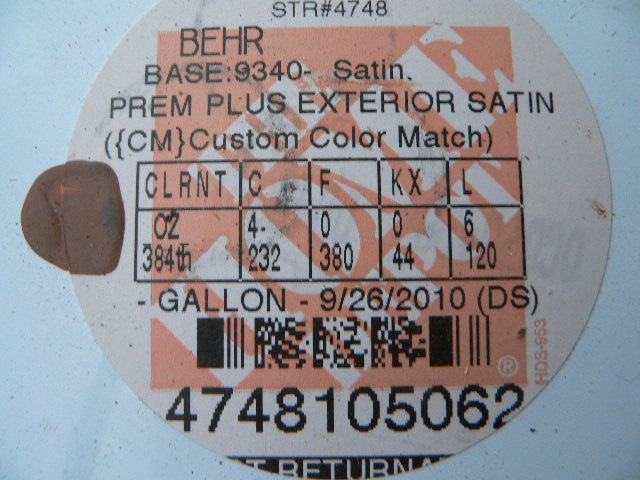 STR#4748
BEHR
BASE:9340- Satin.
PREM PLUS EXTERIOR SATIN
({CM}Custom Color Match)
CLRNT C F KX L
OZ 4- 0 0 6
384th 232 380 44 120
- GALLON - 9/26/2010 (DS)
HDS-953
®
4748105062
T RETURNA